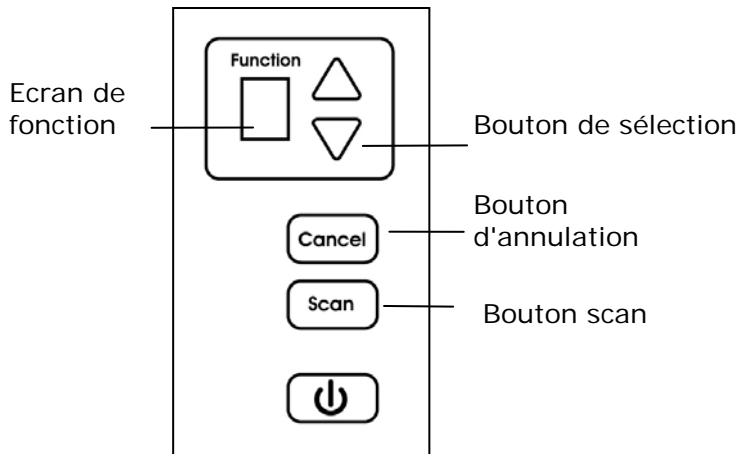 Function
Ecran de
fonction
Bouton de sélection
Bouton
d'annulation
Cancel
Scan
Bouton scan